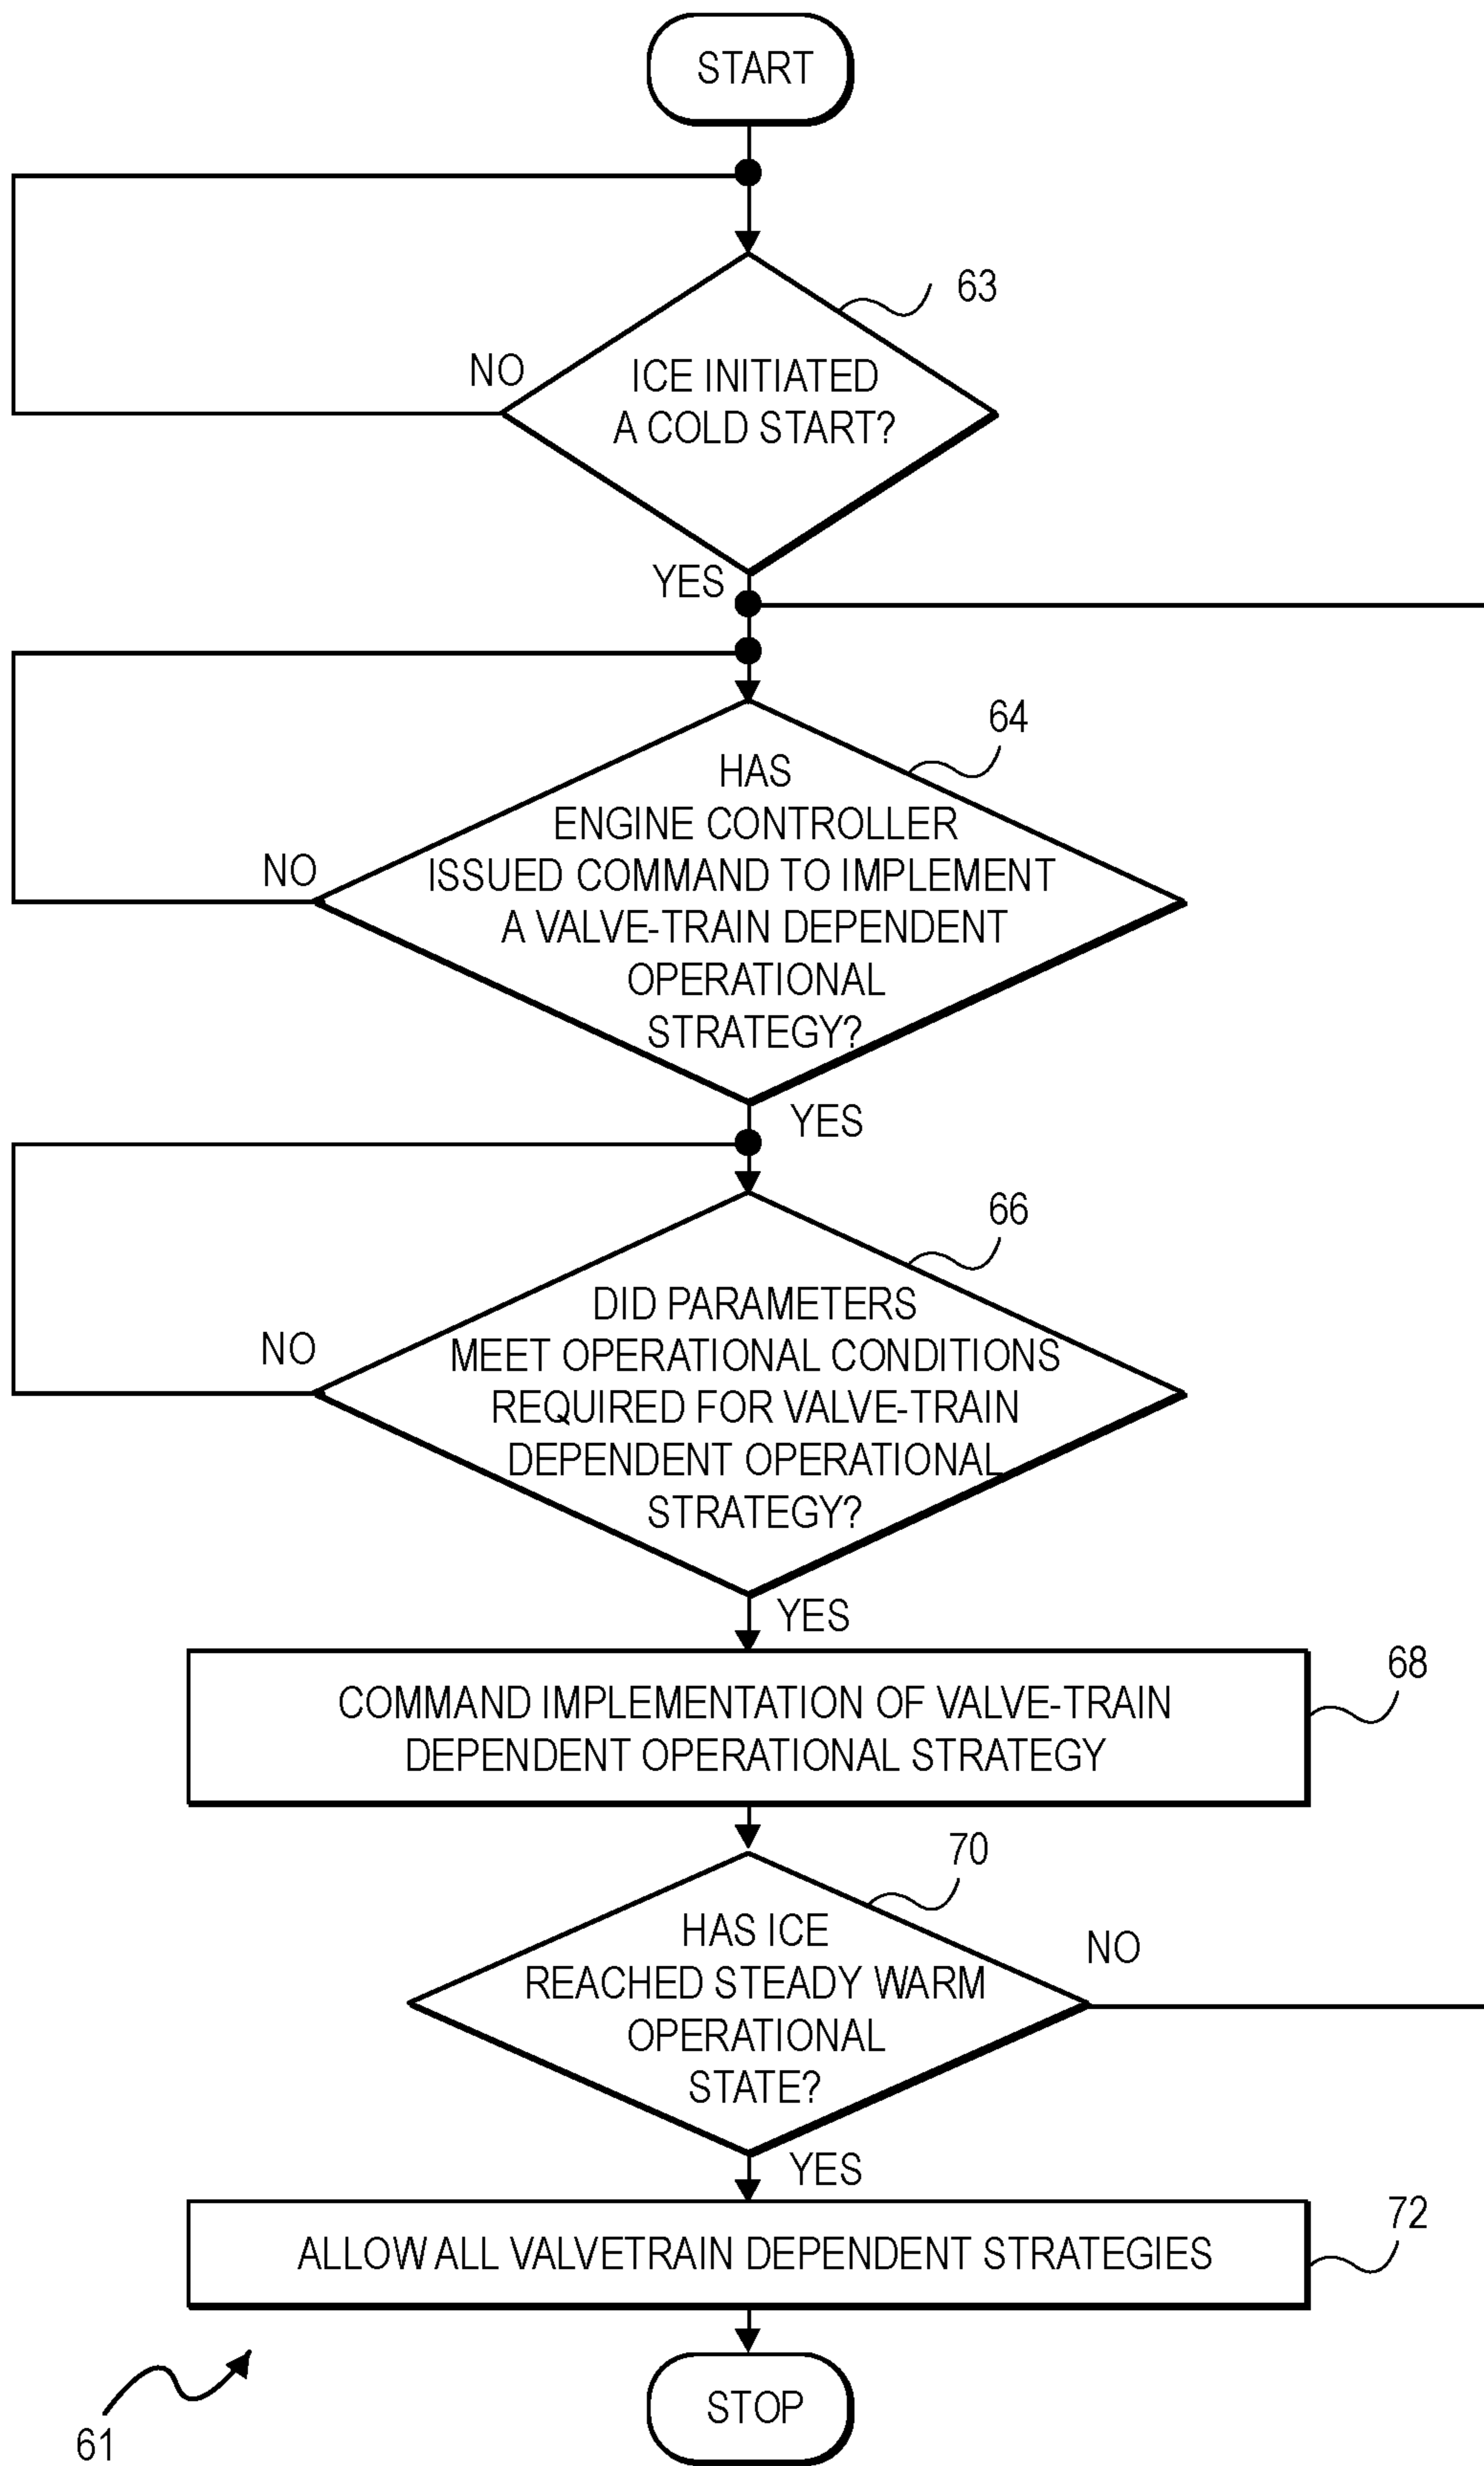 START
63
NO
ICE INITIATED
A COLD START?
YES
64
HAS
ENGINE CONTROLLER
NO
ISSUED COMMAND TO IMPLEMENT
A VALVE-TRAIN DEPENDENT
OPERATIONAL
STRATEGY?
YES
66
DID PARAMETERS
NO
MEET OPERATIONAL CONDITIONS
REQUIRED FOR VALVE-TRAIN
DEPENDENT OPERATIONAL
STRATEGY?
YES
68
COMMAND IMPLEMENTATION OF VALVE-TRAIN
DEPENDENT OPERATIONAL STRATEGY
70
HAS ICE
NO
REACHED STEADY WARM
OPERATIONAL
STATE?
YES
72
ALLOW ALL VALVETRAIN DEPENDENT STRATEGIES
STOP
61